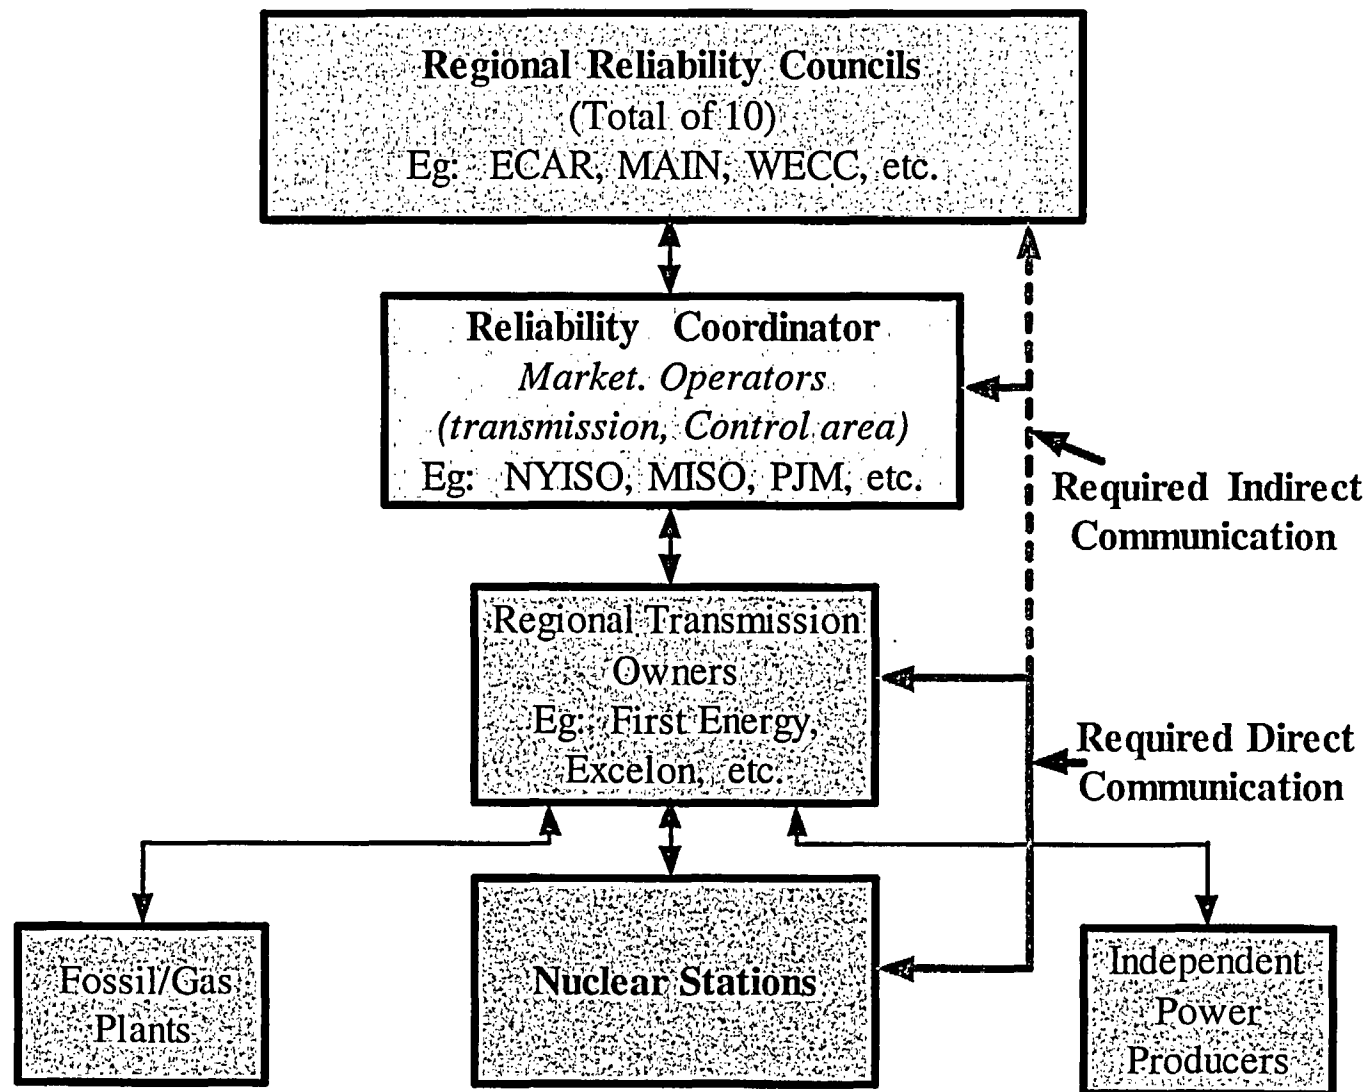 Regional Reliability Councils
(Total of 10)
Eg: ECAR, MAIN, WECC, etc.
Reliability Coordinator
Market. Operators
(transmission, Control area)
Eg: NYISO, MISO, PJM, etc.
Required Indirect
Communication
Regional Transmission
Owners
Eg: First Energy,
Excelon, etc.
Required Direct
Communication
Fossil/Gas
Plants
Nuclear Stations
Independent
Power
Producers